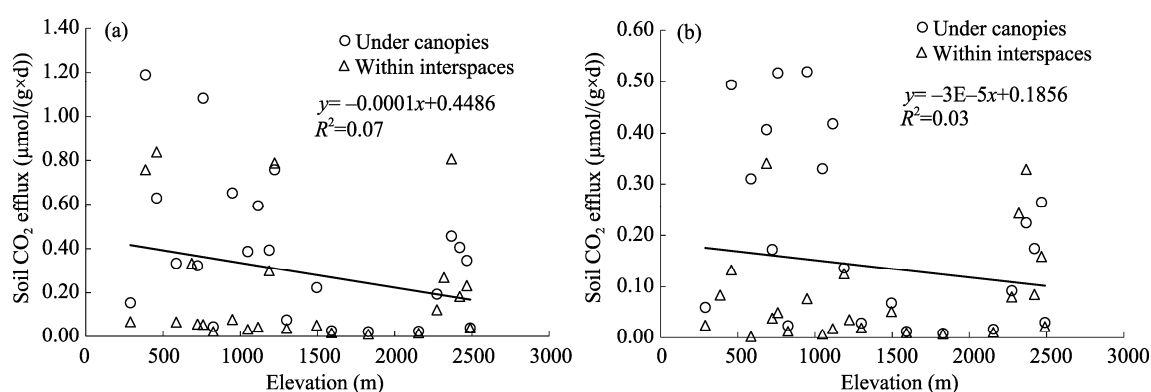 (a)
Under canopies
Within interspaces
y= –0.0001x+0.4486
R²=0.07
Soil CO₂ efflux (μmol/(g×d))
1.40
1.20
1.00
0.80
0.60
0.40
0.20
0.00
0 500 1000 1500 2000 2500 3000
Elevation (m)
(b)
Under canopies
Within interspaces
y= –3E–5x+0.1856
R²=0.03
Soil CO₂ efflux (μmol/(g×d))
0.60
0.50
0.40
0.30
0.20
0.10
0.00
0 500 1000 1500 2000 2500 3000
Elevation (m)